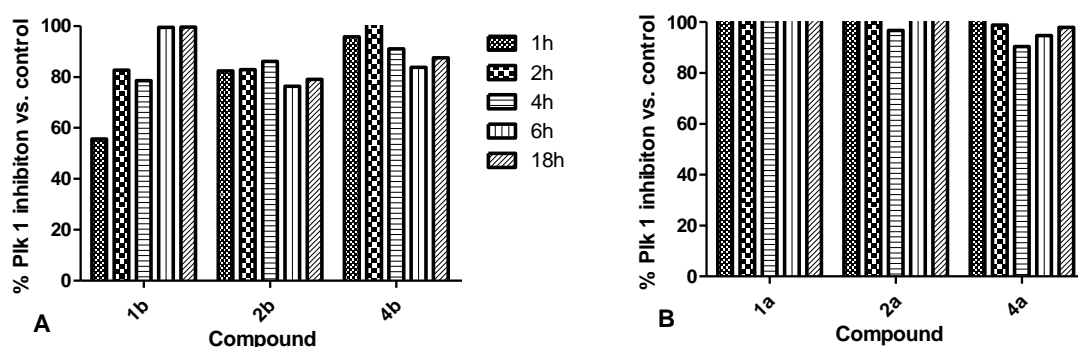 % Plk 1 inhibiton vs. control
100
80
60
40
20
0
1b
2b
4b
Compound
A
1h
2h
4h
6h
18h
% Plk 1 inhibition vs. control
100
80
60
40
20
0
1a
2a
4a
Compound
B